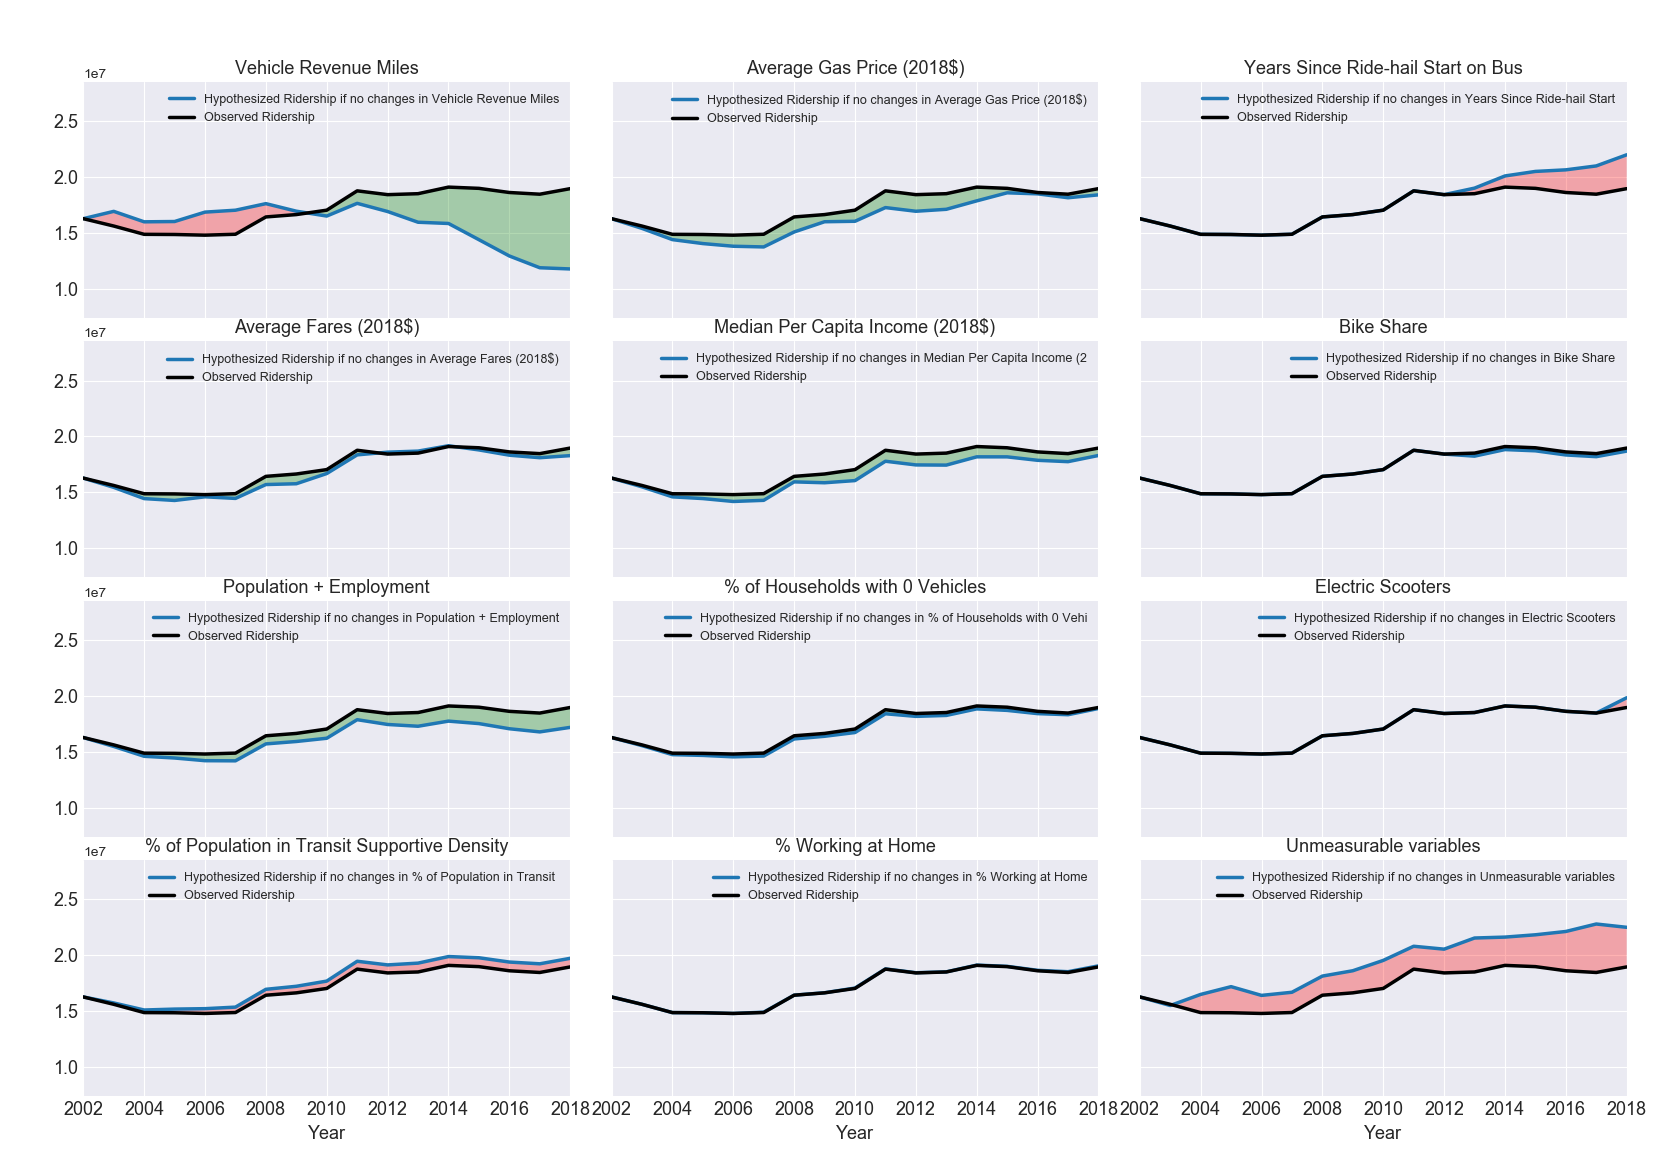 Vehicle Revenue Miles
Average Gas Price (2018$)
Years Since Ride-hail Start on Bus
1e7
Hypothesized Ridership if no changes in Vehicle Revenue Miles
Observed Ridership
Hypothesized Ridership if no changes in Average Gas Price (2018$)
Observed Ridership
Hypothesized Ridership if no changes in Years Since Ride-hail Start
Observed Ridership
2.5
2.0
1.5
1.0
Average Fares (2018$)
Median Per Capita Income (2018$)
Bike Share
1e7
Hypothesized Ridership if no changes in Average Fares (2018$)
Observed Ridership
Hypothesized Ridership if no changes in Median Per Capita Income (2
Observed Ridership
Hypothesized Ridership if no changes in Bike Share
Observed Ridership
2.5
2.0
1.5
1.0
Population + Employment
% of Households with 0 Vehicles
Electric Scooters
1e7
Hypothesized Ridership if no changes in Population + Employment
Observed Ridership
Hypothesized Ridership if no changes in % of Households with 0 Vehi
Observed Ridership
Hypothesized Ridership if no changes in Electric Scooters
Observed Ridership
2.5
2.0
1.5
1.0
% of Population in Transit Supportive Density
% Working at Home
Unmeasurable variables
1e7
Hypothesized Ridership if no changes in % of Population in Transit
Observed Ridership
Hypothesized Ridership if no changes in % Working at Home
Observed Ridership
Hypothesized Ridership if no changes in Unmeasurable variables
Observed Ridership
2.5
2.0
1.5
1.0
2002 2004 2006 2008 2010 2012 2014 2016 2018
2002 2004 2006 2008 2010 2012 2014 2016 2018
2002 2004 2006 2008 2010 2012 2014 2016 2018
Year
Year
Year